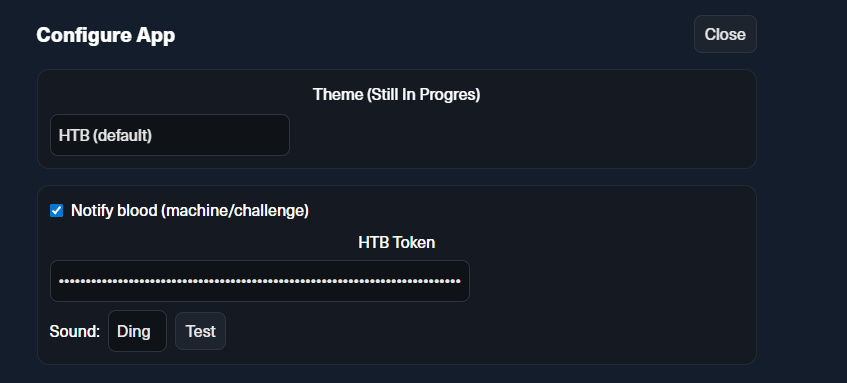 Configure App
Close
Theme (Still In Progres)
HTB (default)
Notify blood (machine/challenge)
HTB Token
Sound:
Ding
Test